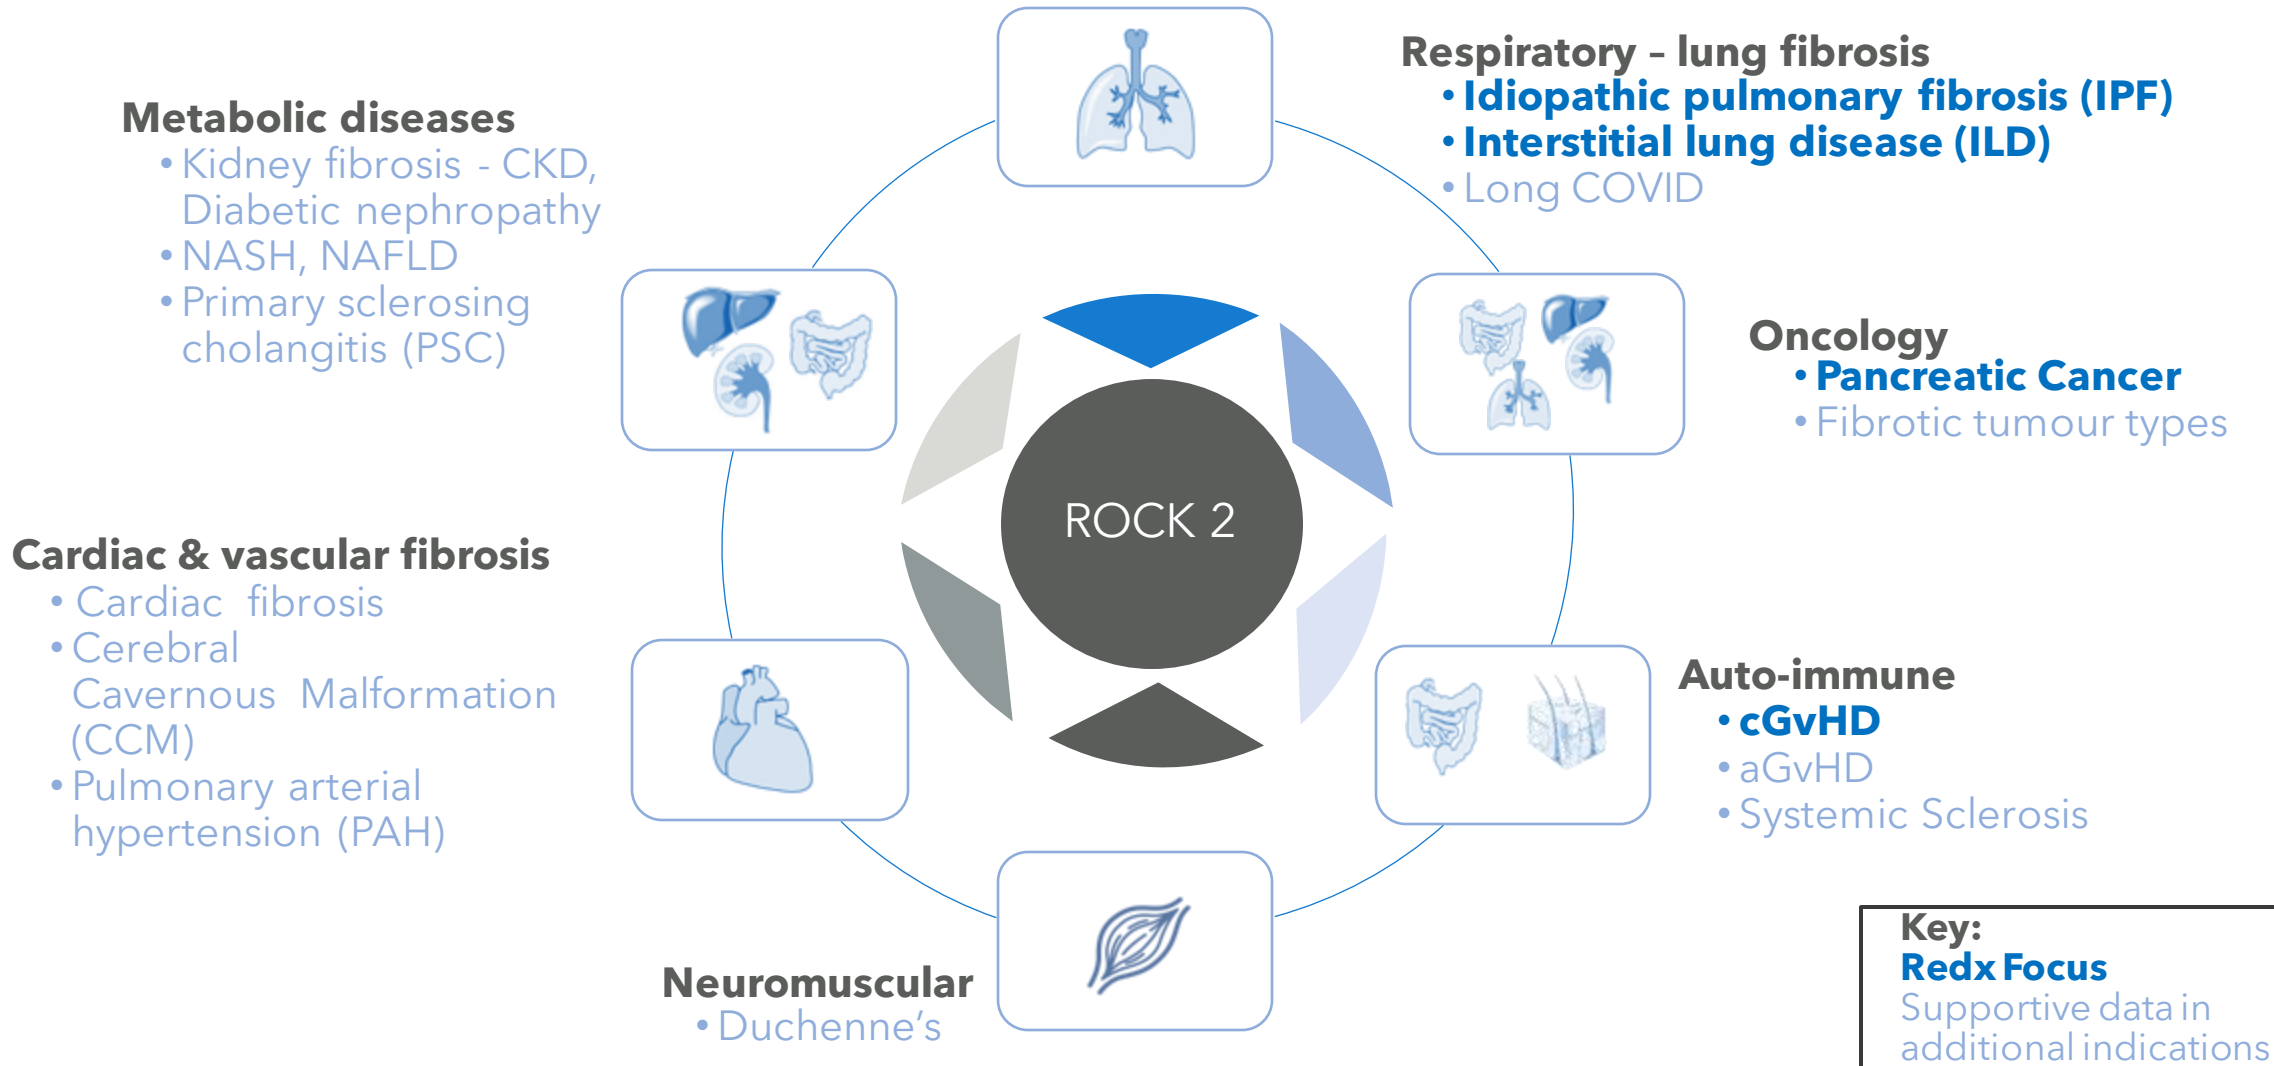 Respiratory – lung fibrosis
• Idiopathic pulmonary fibrosis (IPF)
• Interstitial lung disease (ILD)
• Long COVID
Metabolic diseases
• Kidney fibrosis - CKD,
Diabetic nephropathy
• NASH, NAFLD
• Primary sclerosing
cholangitis (PSC)
Oncology
• Pancreatic Cancer
• Fibrotic tumour types
ROCK 2
Cardiac & vascular fibrosis
• Cardiac fibrosis
• Cerebral
Cavernous Malformation
(CCM)
• Pulmonary arterial
hypertension (PAH)
Auto-immune
• cGvHD
• aGvHD
• Systemic Sclerosis
Neuromuscular
• Duchenne’s
Key:
Redx Focus
Supportive data in
additional indications